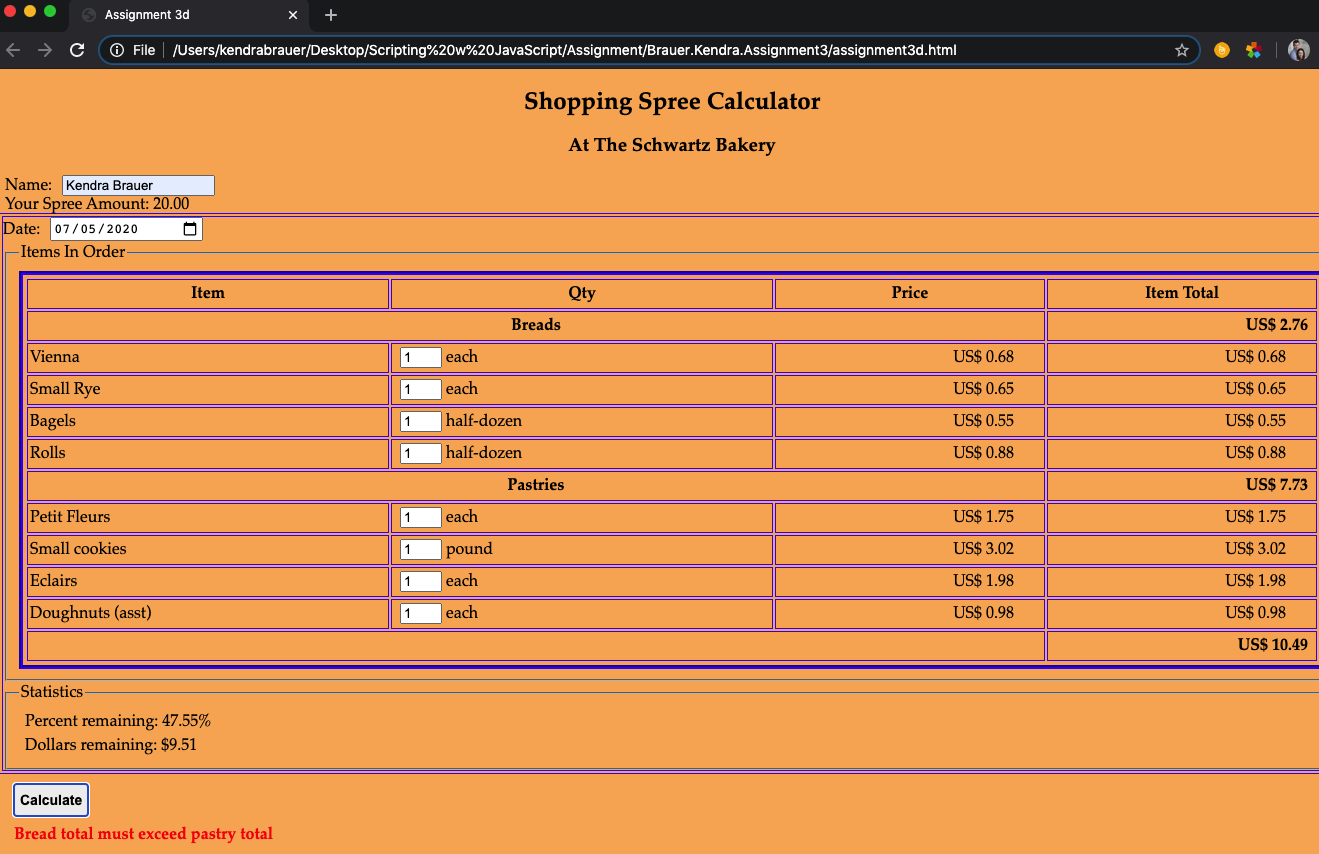 Assignment 3d
File /Users/kendrabrauer/Desktop/Scripting%20w%20JavaScript/Assignment/Brauer.Kendra.Assignment3/assignment3d.html
Shopping Spree Calculator
At The Schwartz Bakery
Name: Kendra Brauer
Your Spree Amount: 20.00
Date: 07/05/2020
Items In Order
Item Qty Price Item Total
Breads US$ 2.76
Vienna 1 each US$ 0.68 US$ 0.68
Small Rye 1 each US$ 0.65 US$ 0.65
Bagels 1 half-dozen US$ 0.55 US$ 0.55
Rolls 1 half-dozen US$ 0.88 US$ 0.88
Pastries US$ 7.73
Petit Fleurs 1 each US$ 1.75 US$ 1.75
Small cookies 1 pound US$ 3.02 US$ 3.02
Eclairs 1 each US$ 1.98 US$ 1.98
Doughnuts (asst) 1 each US$ 0.98 US$ 0.98
US$ 10.49
Statistics
Percent remaining: 47.55%
Dollars remaining: $9.51
Calculate
Bread total must exceed pastry total